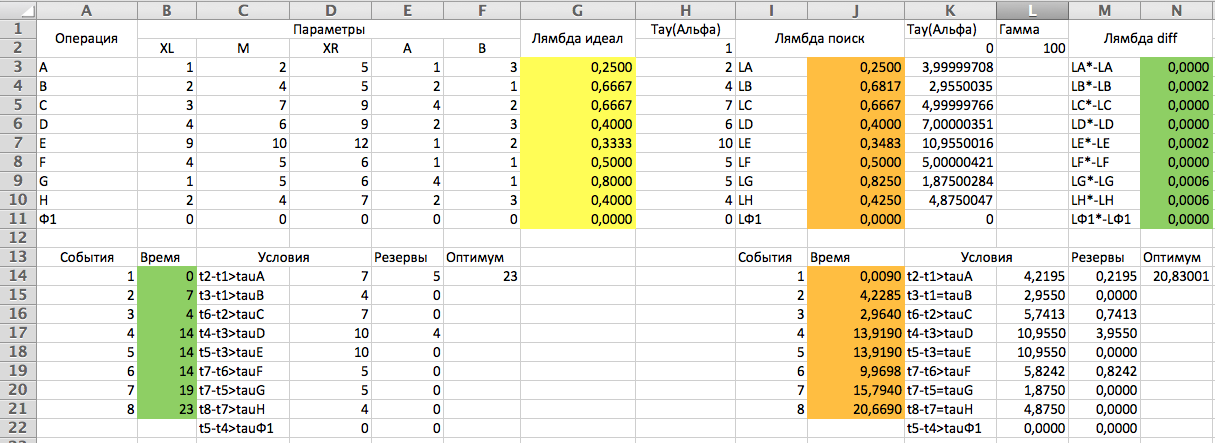 A B C D E F G H I J K L M N
1 Операция Параметры Лямбда идеал Тау(Альфа) Лямбда поиск Тау(Альфа) Гамма Лямбда diff
2 XL M XR A B 1 0 100
3 A 1 2 5 1 3 0,2500 2 LA 0,2500 3,99999708 LA*-LA 0,0000
4 B 2 4 5 2 1 0,6667 4 LB 0,6817 2,9550035 LB*-LB 0,0002
5 C 3 7 9 4 2 0,6667 7 LC 0,6667 4,99999766 LC*-LC 0,0000
6 D 4 6 9 2 3 0,4000 6 LD 0,4000 7,00000351 LD*-LD 0,0000
7 E 9 10 12 1 2 0,3333 10 LE 0,3483 10,9550016 LE*-LE 0,0002
8 F 4 5 6 1 1 0,5000 5 LF 0,5000 5,00000421 LF*-LF 0,0000
9 G 1 5 6 4 1 0,8000 5 LG 0,8250 1,87500284 LG*-LG 0,0006
10 H 2 4 7 2 3 0,4000 4 LH 0,4250 4,8750047 LH*-LH 0,0006
11 Ф1 0 0 0 0 0 0,0000 0 LФ1 0,0000 0 LФ1*-LФ1 0,0000
12
13 События Время Условия Резервы Оптимум События Время Условия Резервы Оптимум
14 1 0 t2-t1>tauA 7 5 23 1 0,0090 t2-t1>tauA 4,2195 0,2195 20,83001
15 2 7 t3-t1>tauB 4 0 2 4,2285 t3-t1=tauB 2,9550 0,0000
16 3 4 t6-t2>tauC 7 0 3 2,9640 t6-t2>tauC 5,7413 0,7413
17 4 14 t4-t3>tauD 10 4 4 13,9190 t4-t3>tauD 10,9550 3,9550
18 5 14 t5-t3>tauE 10 0 5 13,9190 t5-t3=tauE 10,9550 0,0000
19 6 14 t7-t6>tauF 5 0 6 9,9698 t7-t6>tauF 5,8242 0,8242
20 7 19 t7-t5>tauG 5 0 7 15,7940 t7-t5=tauG 1,8750 0,0000
21 8 23 t8-t7>tauH 4 0 8 20,6690 t8-t7=tauH 4,8750 0,0000
22 t5-t4>tauФ1 0 0 t5-t4>tauФ1 0,0000 0,0000